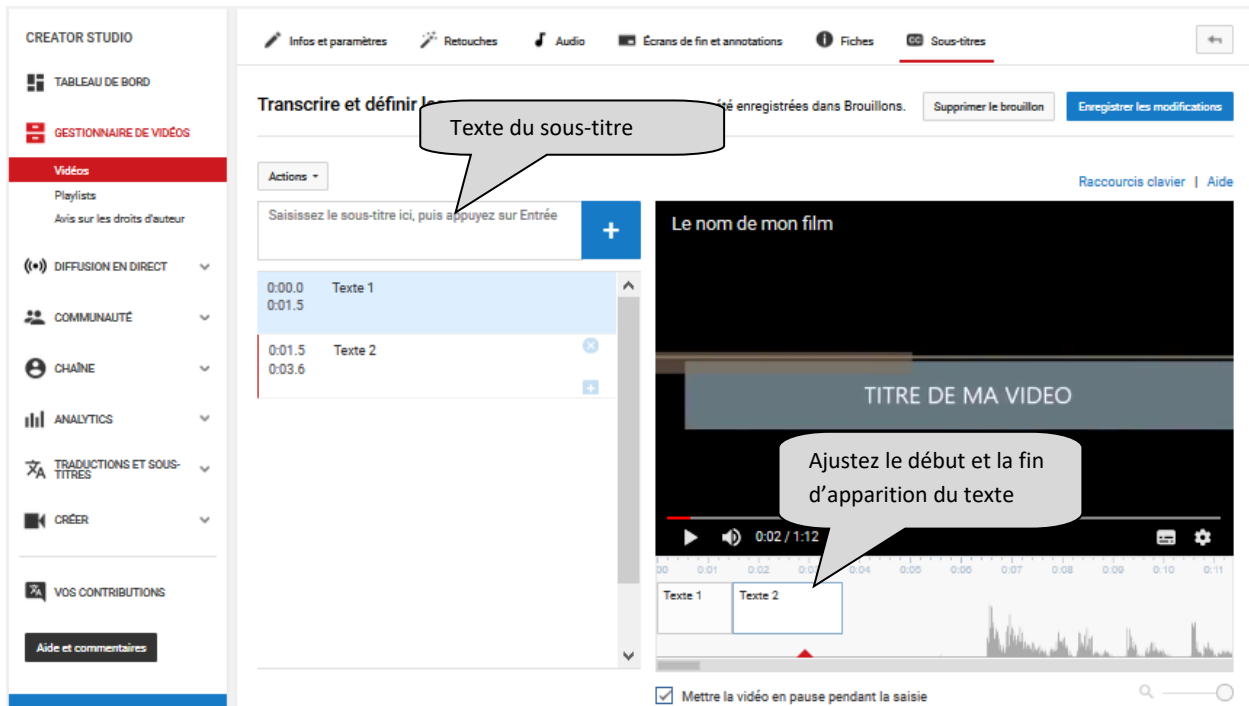 CREATOR STUDIO
TABLEAU DE BORD
GESTIONNAIRE DE VIDÉOS
Vidéos
Playlists
Avis sur les droits d'auteur
DIFFUSION EN DIRECT
COMMUNAUTÉ
CHAÎNE
ANALYTICS
TRADUCTIONS ET SOUS-
TITRES
CRÉER
VOS CONTRIBUTIONS
Aide et commentaires
Infos et paramètres
Retouches
Audio
Écrans de fin et annotations
Fiches
CC Sous-titres
Transcrire et définir
enregistrées dans Brouillons.
Supprimer le brouillon
Enregistrer les modifications
Texte du sous-titre
Actions
Raccourcis clavier | Aide
Saisissez le sous-titre ici, puis appuyez sur Entrée
+
0:00.0 Texte 1
0:01.5
0:01.5 Texte 2
0:03.6
Le nom de mon film
TITRE DE MA VIDEO
Ajustez le début et la fin
d'apparition du texte
0:02 / 1:12
00 0:01 0:02 0:03 0:04 0:05 0:06 0:07 0:08 0:09 0:10 0:11
Texte 1 Texte 2
Mettre la vidéo en pause pendant la saisie